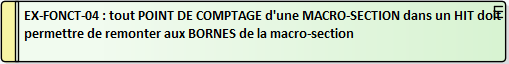 EX-FONCT-04 : tout POINT DE COMPTAGE d'une MACRO-SECTION dans un HIT doit
permettre de remonter aux BORNES de la macro-section